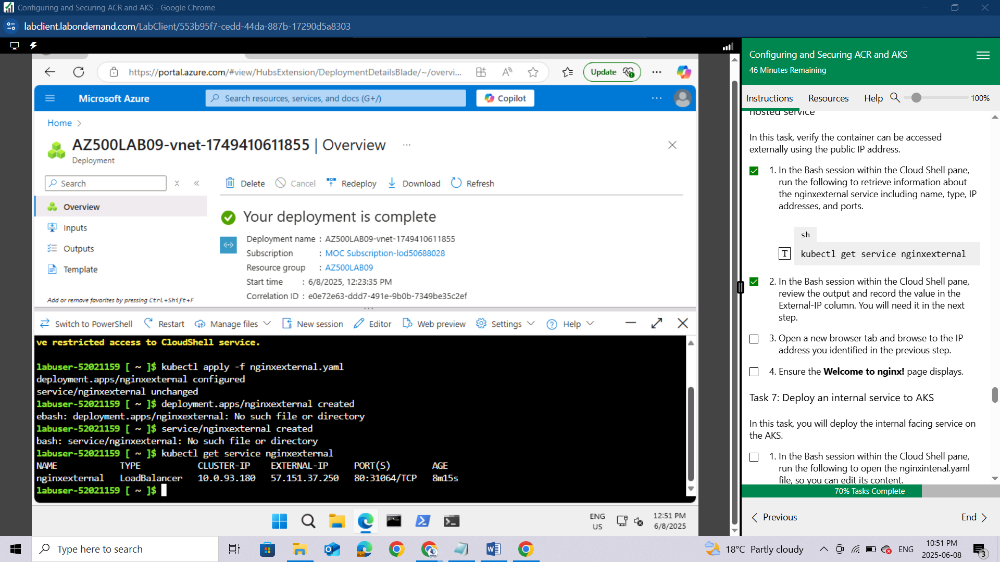 Configuring and Securing ACR and AKS - Google Chrome
labclient.labondemand.com/LabClient/553b95f7-cedd-44da-887b-17290d5a8303
https://portal.azure.com/#view/HubsExtension/DeploymentDetailsBlade/~/overvi...
Update
Microsoft Azure
Search resources, services, and docs (G+/)
Copilot
Home
AZ500LAB09-vnet-1749410611855 | Overview
Deployment
Search
Delete
Cancel
Redeploy
Download
Refresh
Overview
Inputs
Outputs
Template
Add or remove favorites by pressing Ctrl+Shift+F
Your deployment is complete
Deployment name : AZ500LAB09-vnet-1749410611855
Subscription : MOC Subscription-lod50688028
Resource group : AZ500LAB09
Start time : 6/8/2025, 12:23:35 PM
Correlation ID : e0e72e63-ddd7-491e-9b0b-7349be35c2ef
Switch to PowerShell
Restart
Manage files
New session
Editor
Web preview
Settings
Help
ve restricted access to CloudShell service.
labuser-52021159 [ ~ ]$ kubectl apply -f nginxexternal.yaml
deployment.apps/nginxexternal configured
service/nginxexternal unchanged
labuser-52021159 [ ~ ]$ deployment.apps/nginxexternal created
ebash: deployment.apps/nginxexternal: No such file or directory
labuser-52021159 [ ~ ]$ service/nginxexternal created
bash: service/nginxexternal: No such file or directory
labuser-52021159 [ ~ ]$ kubectl get service nginxexternal
NAME TYPE CLUSTER-IP EXTERNAL-IP PORT(S) AGE
nginxexternal LoadBalancer 10.0.93.180 57.151.37.250 80:31064/TCP 8m15s
labuser-52021159 [ ~ ]$
ENG
US
12:51 PM
6/8/2025
Configuring and Securing ACR and AKS
46 Minutes Remaining
Instructions
Resources
Help
100%
hosted service
In this task, verify the container can be accessed
externally using the public IP address.
1. In the Bash session within the Cloud Shell pane,
run the following to retrieve information about
the nginxexternal service including name, type, IP
addresses, and ports.
sh
T
kubectl get service nginxexternal
2. In the Bash session within the Cloud Shell pane,
review the output and record the value in the
External-IP column. You will need it in the next
step.
3. Open a new browser tab and browse to the IP
address you identified in the previous step.
4. Ensure the Welcome to nginx! page displays.
Task 7: Deploy an internal service to AKS
In this task, you will deploy the internal facing service on
the AKS.
1. In the Bash session within the Cloud Shell pane,
run the following to open the nginxintenal.yaml
file, so you can edit its content.
70% Tasks Complete
Previous
End
Type here to search
18°C Partly cloudy
ENG
10:51 PM
2025-06-08
3